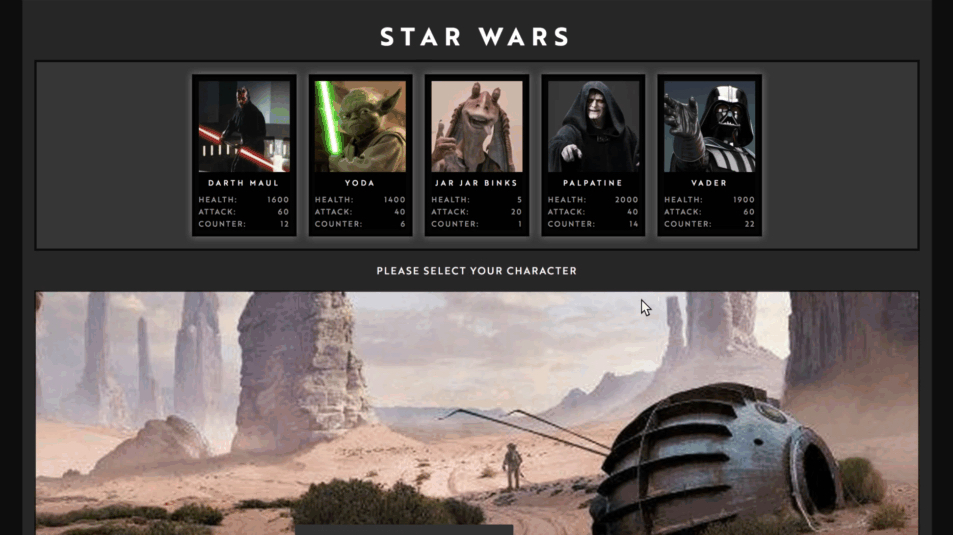 STAR WARS
DARTH MAUL
HEALTH: 1600
ATTACK: 60
COUNTER: 12
YODA
HEALTH: 1400
ATTACK: 40
COUNTER: 6
JAR JAR BINKS
HEALTH: 5
ATTACK: 20
COUNTER: 1
PALPATINE
HEALTH: 2000
ATTACK: 40
COUNTER: 14
VADER
HEALTH: 1900
ATTACK: 60
COUNTER: 22
PLEASE SELECT YOUR CHARACTER